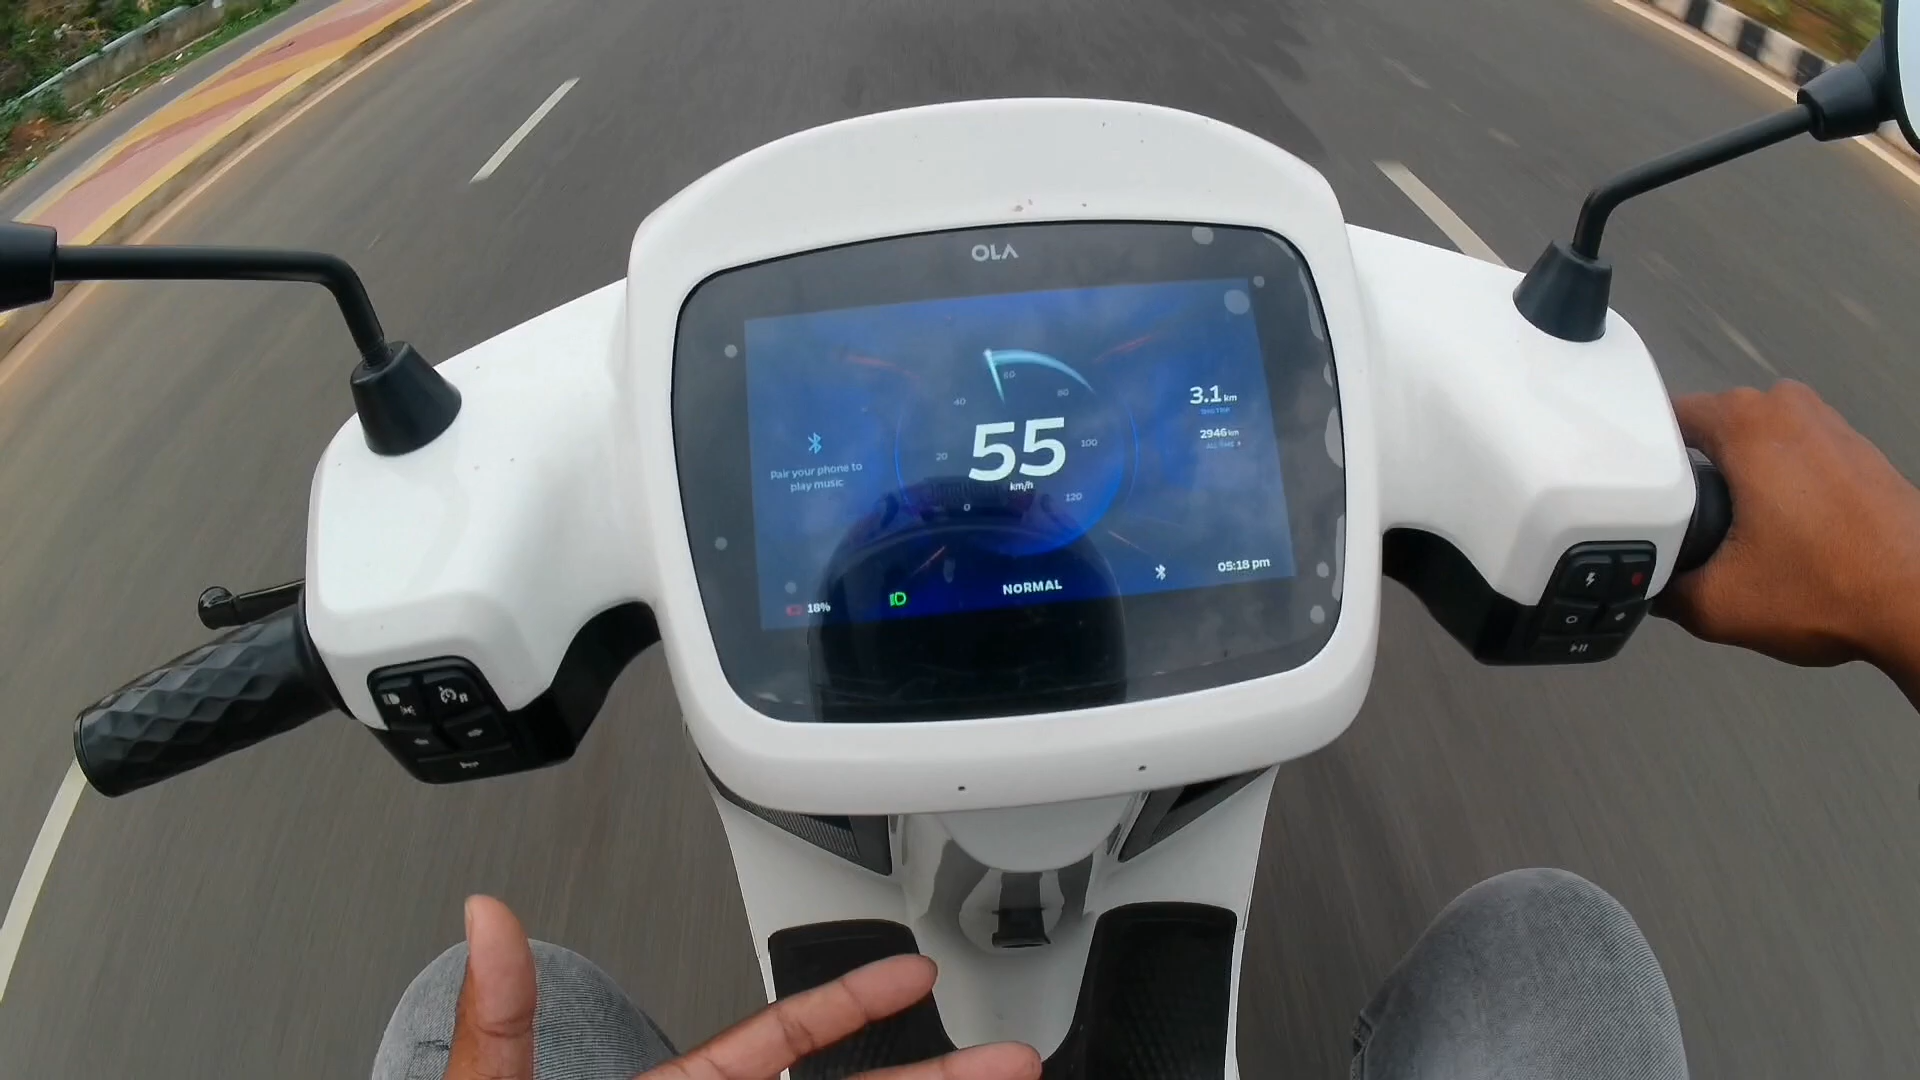 OLA
60
40
80
3.1 km
55
2946 km
100
20
Pair your phone to
play music
km/h
120
0
05:18 pm
NORMAL
18%
R